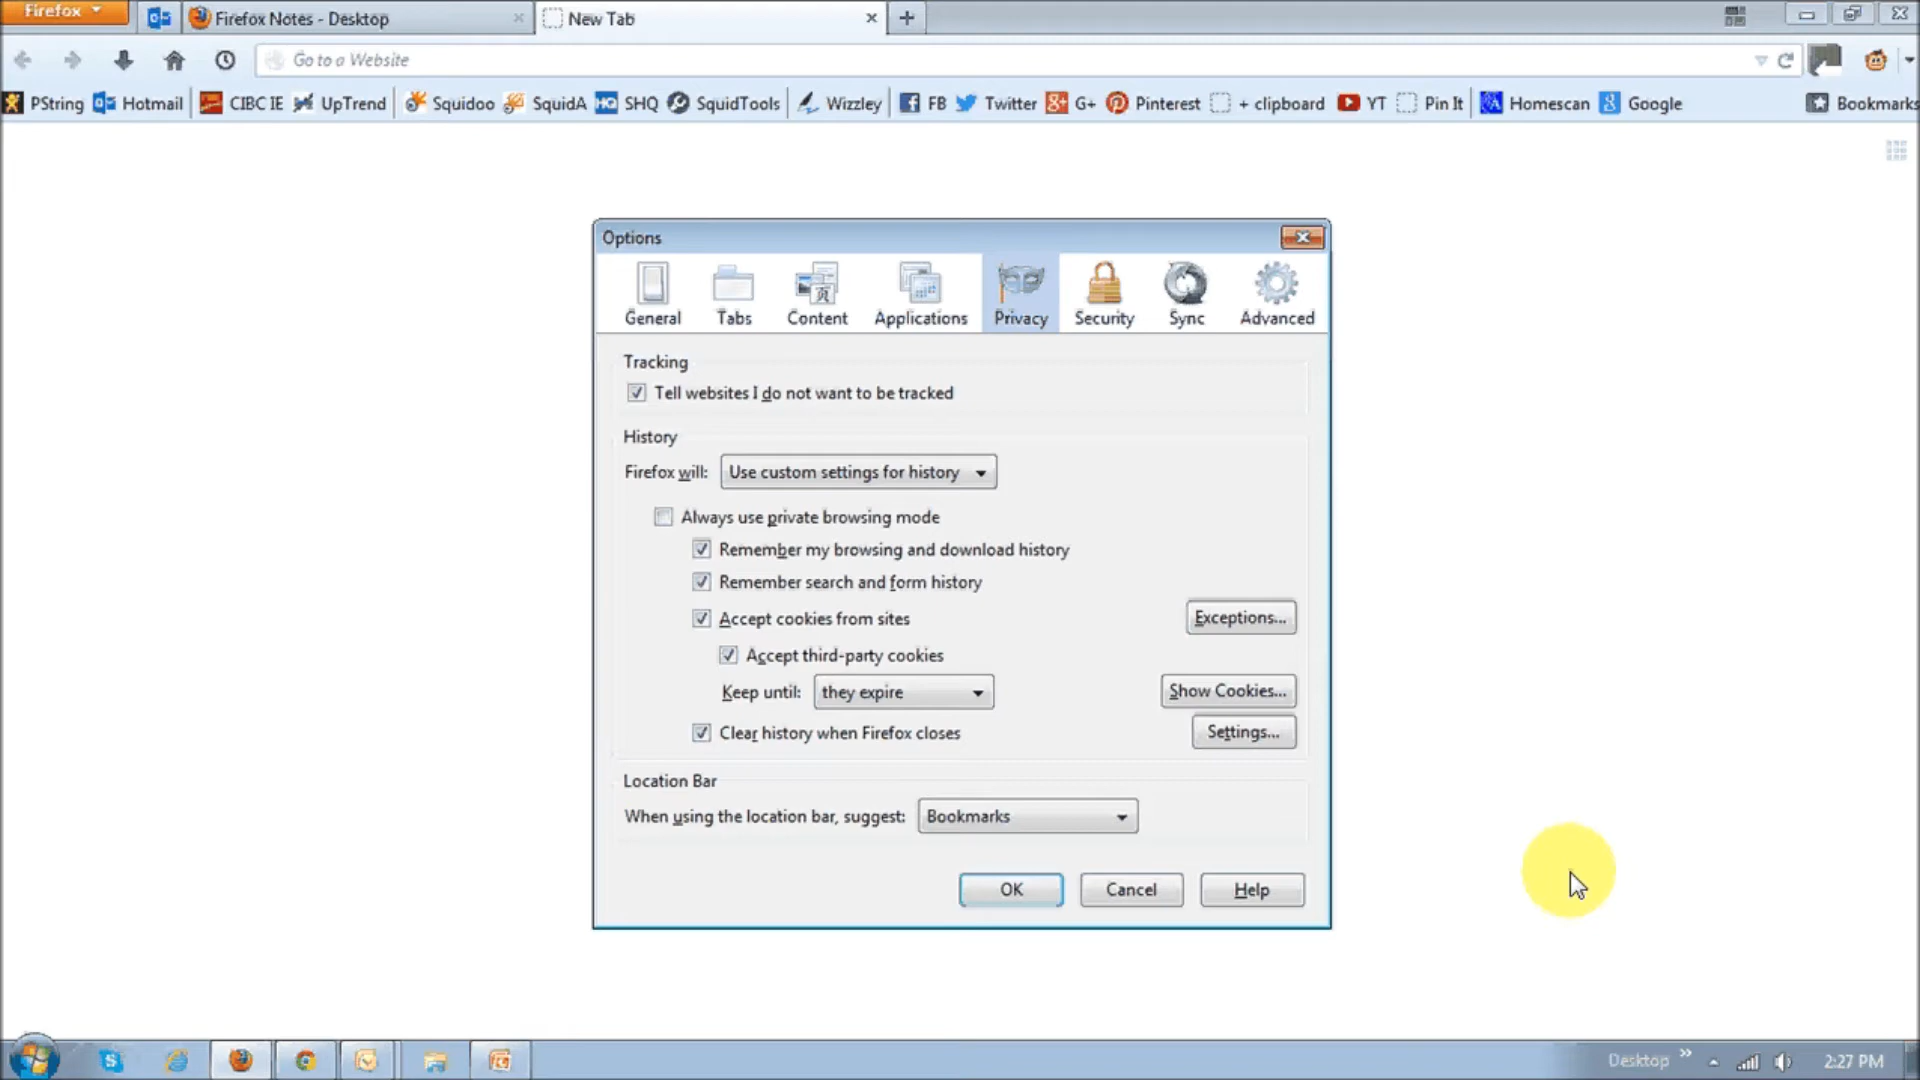 Firefox
Firefox Notes - Desktop
New Tab
Go to a Website
PString Hotmail CIBC IE UpTrend Squidoo SquidA HQ SHQ SquidTools Wizzley FB Twitter G+ Pinterest + clipboard YT Pin It Homescan Google Bookmarks
Options
General Tabs Content Applications Privacy Security Sync Advanced
Tracking
Tell websites I do not want to be tracked
History
Firefox will: Use custom settings for history
Always use private browsing mode
Remember my browsing and download history
Remember search and form history
Accept cookies from sites Exceptions...
Accept third-party cookies
Keep until: they expire Show Cookies...
Clear history when Firefox closes Settings...
Location Bar
When using the location bar, suggest: Bookmarks
OK Cancel Help
Desktop » 2:27 PM